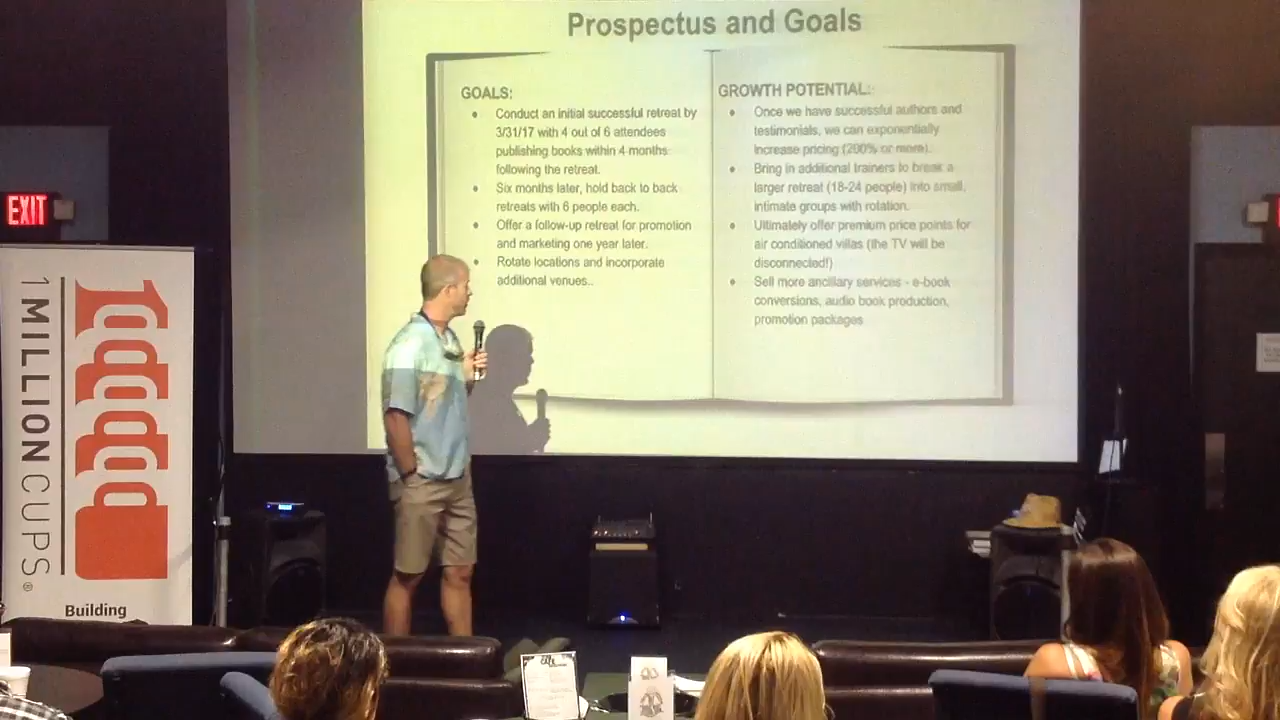 Prospectus and Goals
GOALS:
• Conduct an initial successful retreat by
3/31/17 with 4 out of 6 attendees
publishing books within 4 months
following the retreat.
• Six months later, hold back to back
retreats with 6 people each.
• Offer a follow-up retreat for promotion
and marketing one year later.
• Rotate locations and incorporate
additional venues..
GROWTH POTENTIAL:
• Once we have successful authors and
testimonials, we can exponentially
increase pricing (200% or more).
• Bring in additional trainers to break a
larger retreat (18-24 people) into small,
intimate groups with rotation.
• Ultimately offer premium price points for
air conditioned villas (the TV will be
disconnected!)
• Sell more ancillary services - e-book
conversions, audio book production,
promotion packages
EXIT
1MILLIONCUPS®
Building